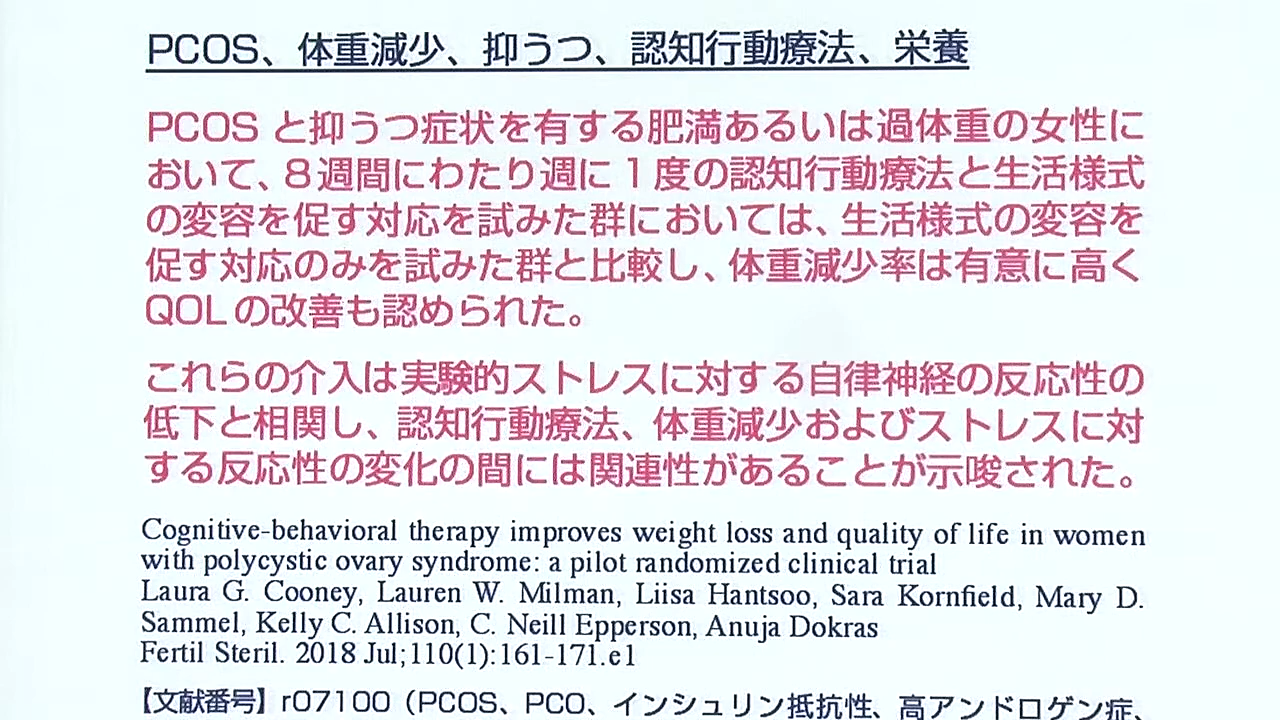 PCOS、体重減少、抑うつ、認知行動療法、栄養
PCOS と抑うつ症状を有する肥満あるいは過体重の女性に
おいて、8週間にわたり週に1度の認知行動療法と生活様式
の変容を促す対応を試みた群においては、生活様式の変容を
促す対応のみを試みた群と比較し、体重減少率は有意に高く
QOLの改善も認められた。
これらの介入は実験的ストレスに対する自律神経の反応性の
低下と相関し、認知行動療法、体重減少およびストレスに対
する反応性の変化の間には関連性があることが示唆された。
Cognitive-behavioral therapy improves weight loss and quality of life in women
with polycystic ovary syndrome: a pilot randomized clinical trial
Laura G. Cooney, Lauren W. Milman, Liisa Hantsoo, Sara Kornfield, Mary D.
Sammel, Kelly C. Allison, C. Neill Epperson, Anuja Dokras
Fertil Steril. 2018 Jul;110(1):161-171.e1
【文献番号】r07100（PCOS、PCO、インシュリン抵抗性、高アンドロゲン症、